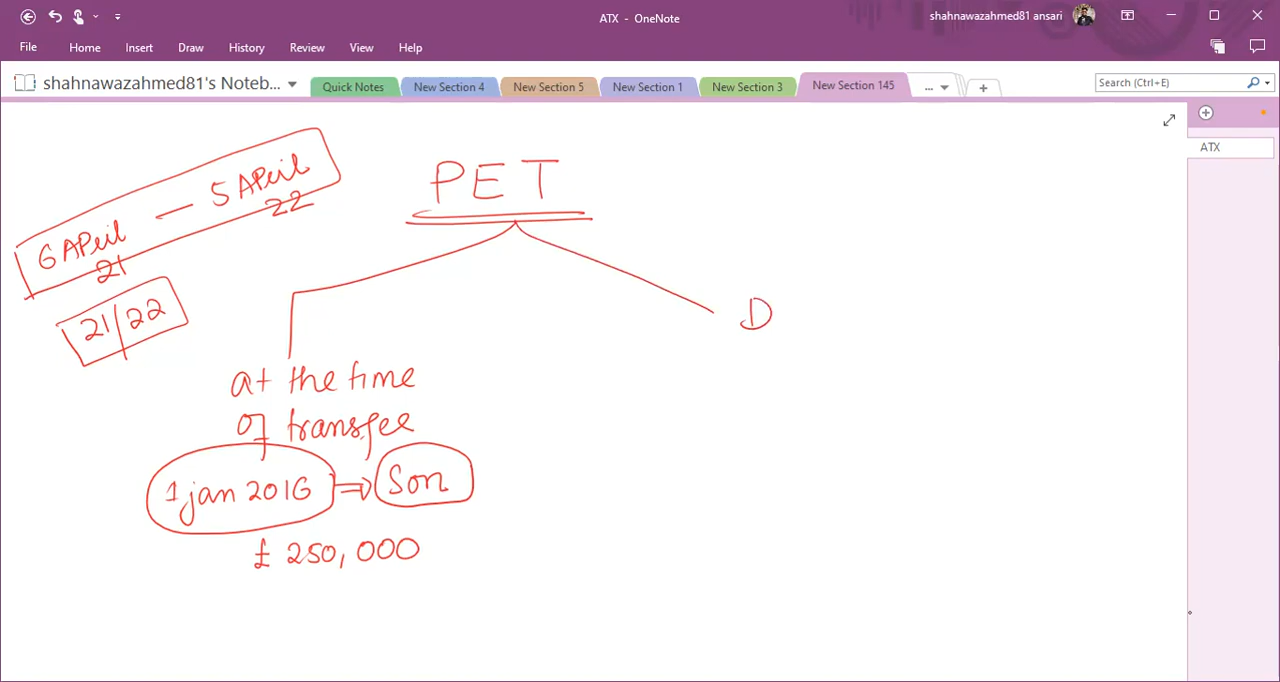 ATX - OneNote
shahnawazahmed81 ansari
File Home Insert Draw History Review View Help
shahnawazahmed81's Noteb...
Quick Notes
New Section 4
New Section 5
New Section 1
New Section 3
New Section 145
...
Search (Ctrl+E)
ATX
6 APril — 5 APril
21 22
21/22
PET
D
at the time
of transfer
1 jan 2016 ⇒ Son
£ 250,000